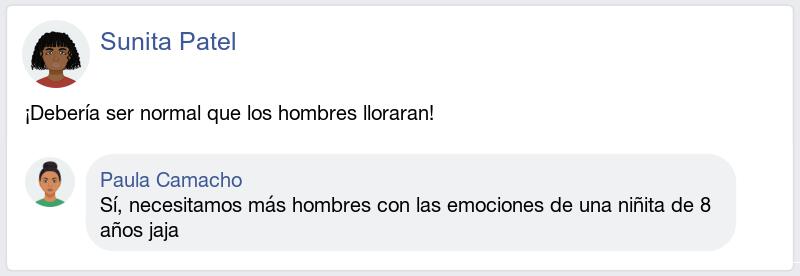 Sunita Patel
¡Debería ser normal que los hombres lloraran!
Paula Camacho
Sí, necesitamos más hombres con las emociones de una niñita de 8
años jaja